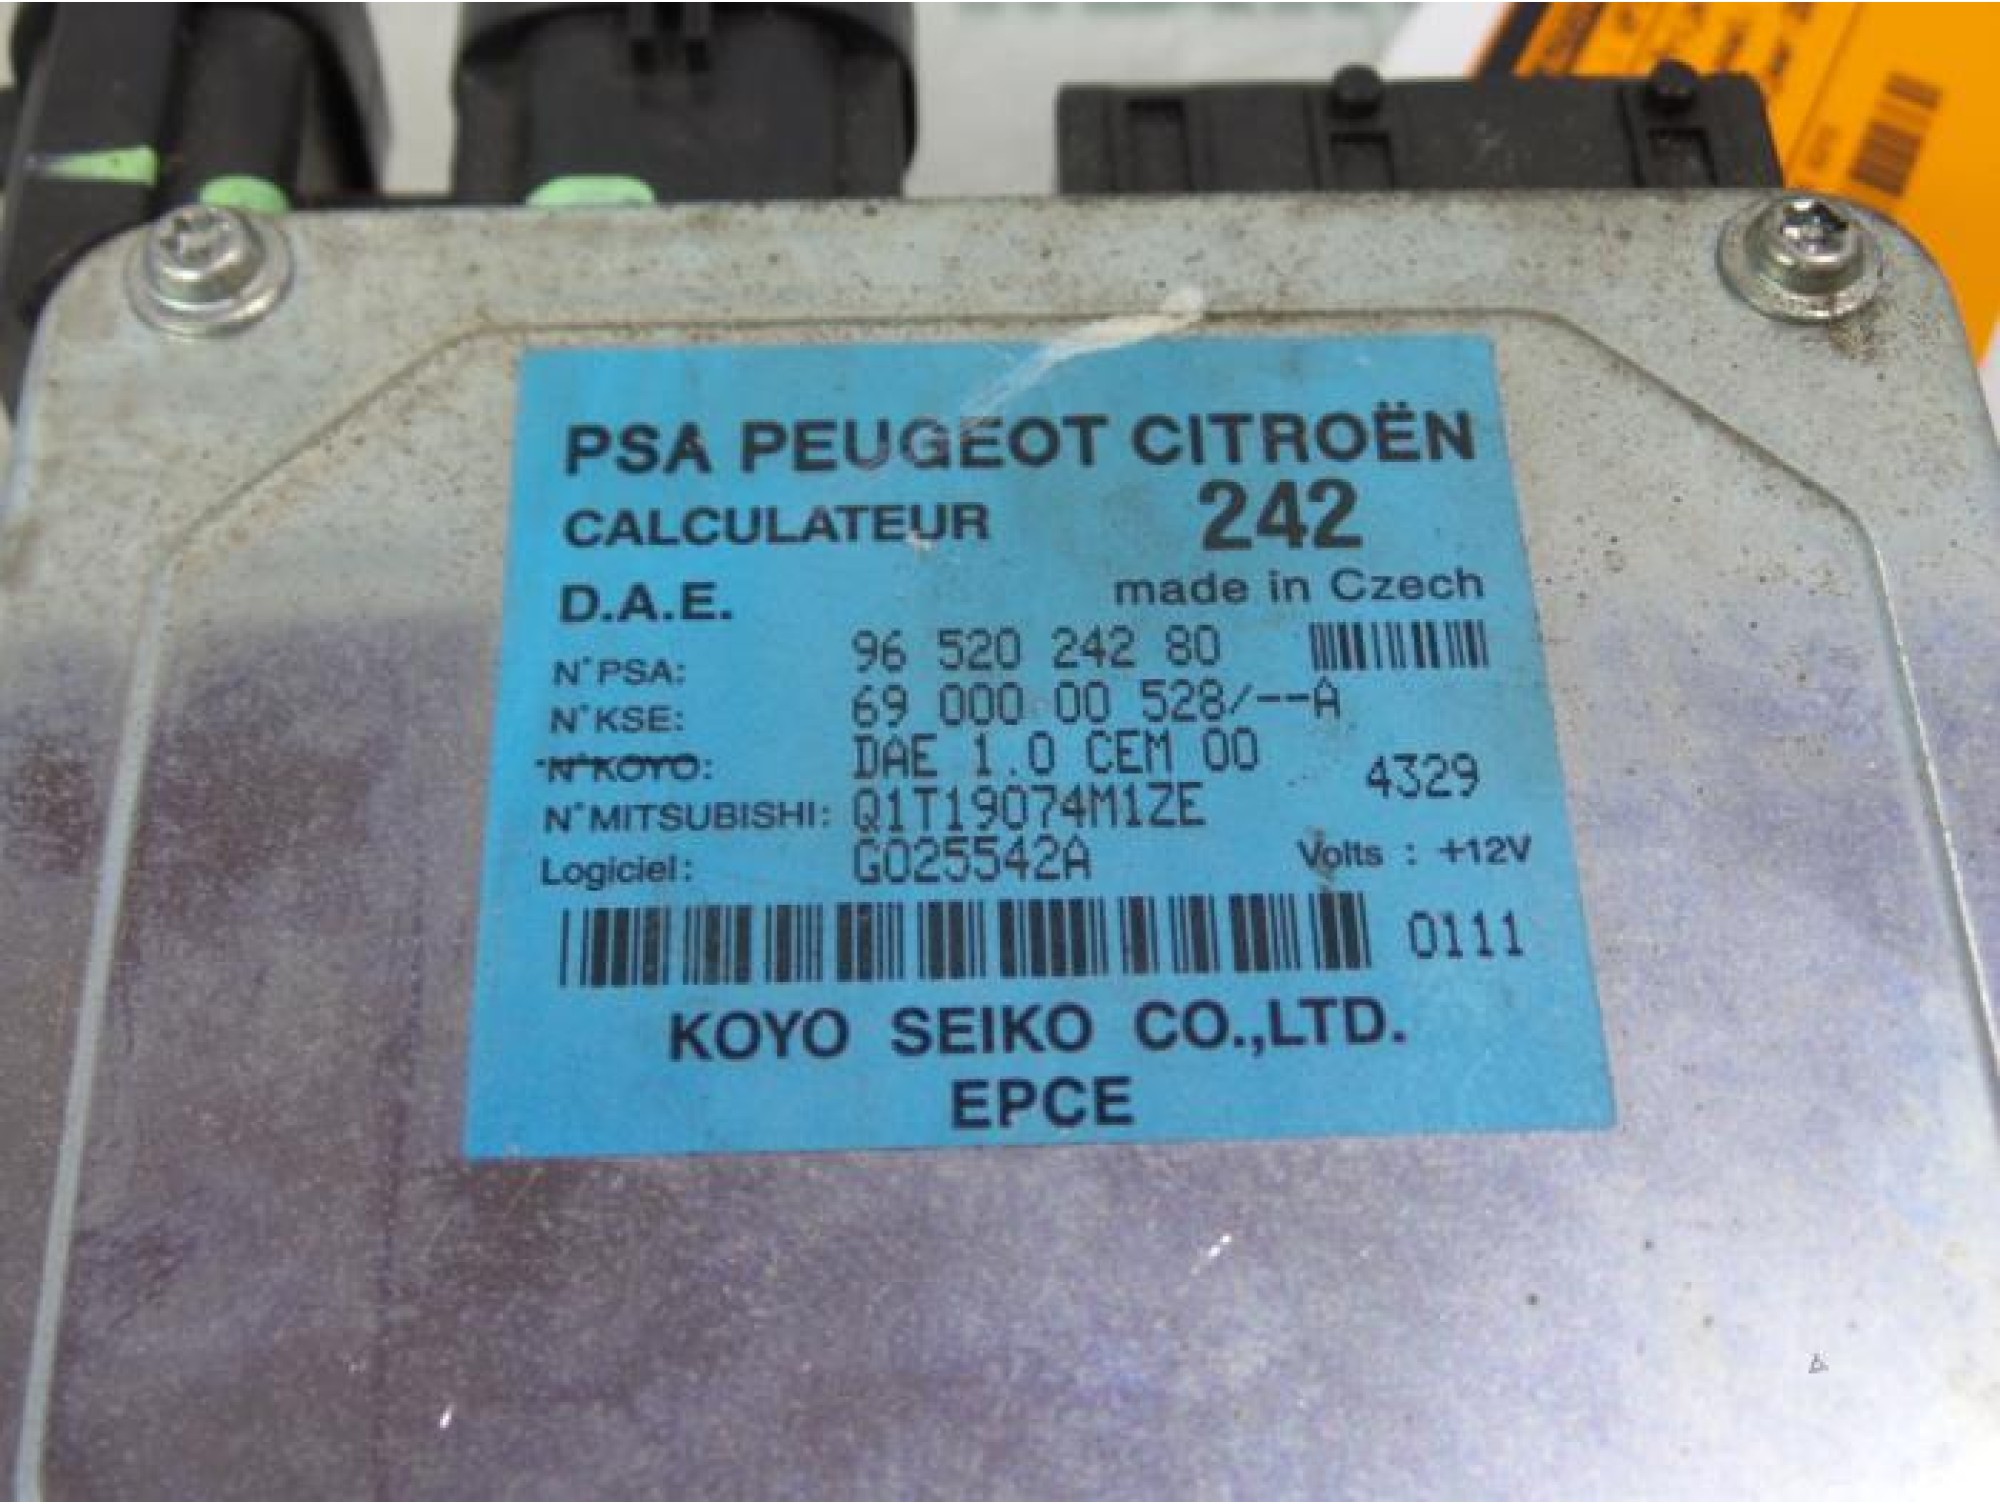 PSA PEUGEOT CITROËN
CALCULATEUR 242
D.A.E. made in Czech
N°PSA: 96 520 242 80
N°KSE: 69 000 00 528/--A
N°KOYO: DAE 1.0 CEM 00 4329
N°MITSUBISHI: Q1T19074M1ZE
Logiciel: G025542A Volts : +12V
0111
KOYO SEIKO CO.,LTD.
EPCE